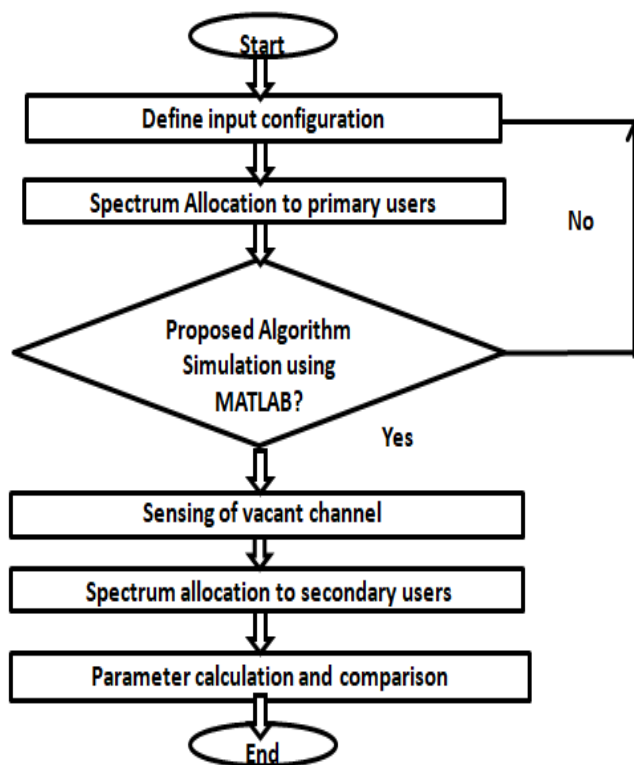 Start
Define input configuration
Spectrum Allocation to primary users
No
Proposed Algorithm
Simulation using
MATLAB?
Yes
Sensing of vacant channel
Spectrum allocation to secondary users
Parameter calculation and comparison
End